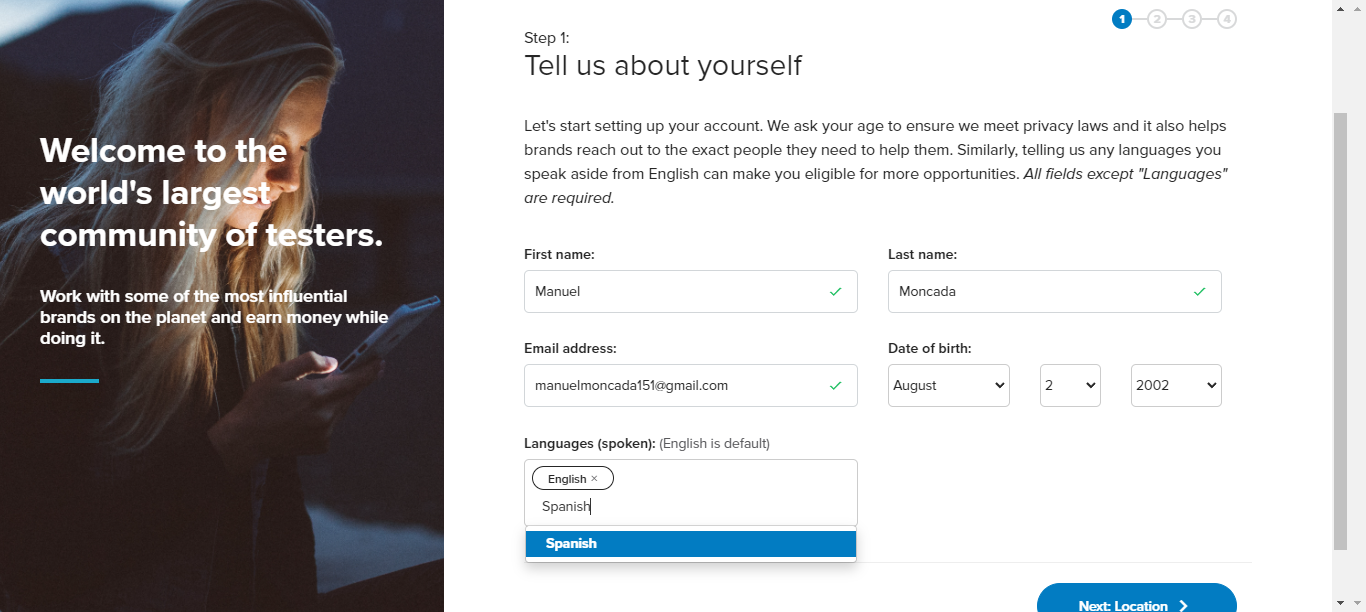 Welcome to the
world's largest
community of testers.
Work with some of the most influential
brands on the planet and earn money while
doing it.
1 2 3 4
Step 1:
Tell us about yourself
Let's start setting up your account. We ask your age to ensure we meet privacy laws and it also helps
brands reach out to the exact people they need to help them. Similarly, telling us any languages you
speak aside from English can make you eligible for more opportunities. All fields except "Languages"
are required.
First name: Last name:
Manuel Moncada
Email address: Date of birth:
manuelmoncada151@gmail.com August 2 2002
Languages (spoken): (English is default)
English ×
Spanish
Spanish
Next: Location